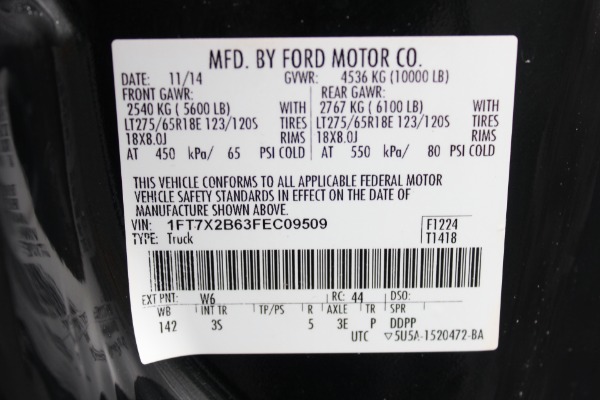 MFD. BY FORD MOTOR CO.
DATE: 11/14 GVWR: 4536 KG (10000 LB)
FRONT GAWR: REAR GAWR:
2540 KG ( 5600 LB) WITH 2767 KG ( 6100 LB) WITH
LT275/65R18E 123/120S TIRES LT275/65R18E 123/120S TIRES
18X8.0J RIMS 18X8.0J RIMS
AT 450 kPa/ 65 PSI COLD AT 550 kPa/ 80 PSI COLD
THIS VEHICLE CONFORMS TO ALL APPLICABLE FEDERAL MOTOR
VEHICLE SAFETY STANDARDS IN EFFECT ON THE DATE OF
MANUFACTURE SHOWN ABOVE.
VIN: 1FT7X2B63FEC09509 F1224
TYPE: Truck T1418
EXT PNT: W6 RC: 44 DSO:
WB INT TR TP/PS R AXLE TR SPR
142 3S 5 3E P DDPP
UTC ▽5U5A-1520472-BA